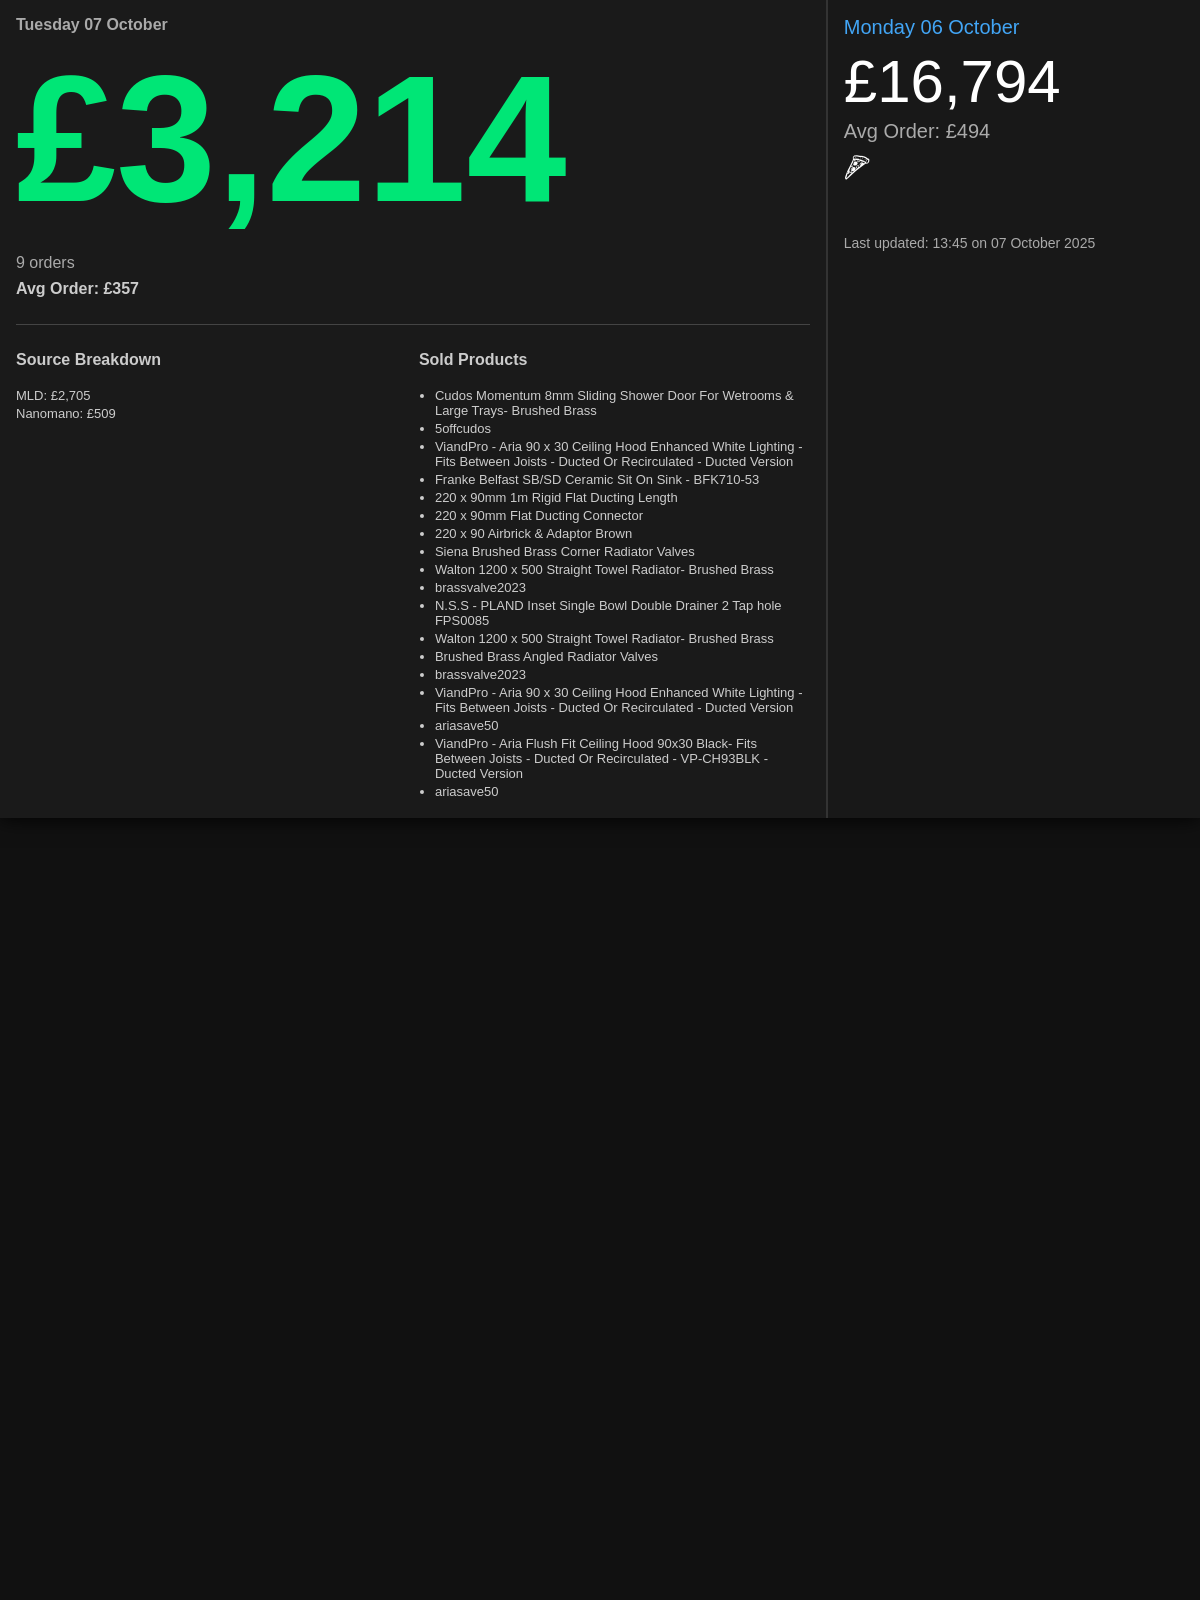 Tuesday 07 October
£3,214
9 orders
Avg Order: £357
Source Breakdown
MLD: £2,705
Nanomano: £509
Sold Products
Cudos Momentum 8mm Sliding Shower Door For Wetrooms &
Large Trays- Brushed Brass
5offcudos
ViandPro - Aria 90 x 30 Ceiling Hood Enhanced White Lighting -
Fits Between Joists - Ducted Or Recirculated - Ducted Version
Franke Belfast SB/SD Ceramic Sit On Sink - BFK710-53
220 x 90mm 1m Rigid Flat Ducting Length
220 x 90mm Flat Ducting Connector
220 x 90 Airbrick & Adaptor Brown
Siena Brushed Brass Corner Radiator Valves
Walton 1200 x 500 Straight Towel Radiator- Brushed Brass
brassvalve2023
N.S.S - PLAND Inset Single Bowl Double Drainer 2 Tap hole
FPS0085
Walton 1200 x 500 Straight Towel Radiator- Brushed Brass
Brushed Brass Angled Radiator Valves
brassvalve2023
ViandPro - Aria 90 x 30 Ceiling Hood Enhanced White Lighting -
Fits Between Joists - Ducted Or Recirculated - Ducted Version
ariasave50
ViandPro - Aria Flush Fit Ceiling Hood 90x30 Black- Fits
Between Joists - Ducted Or Recirculated - VP-CH93BLK -
Ducted Version
ariasave50
Monday 06 October
£16,794
Avg Order: £494
Last updated: 13:45 on 07 October 2025